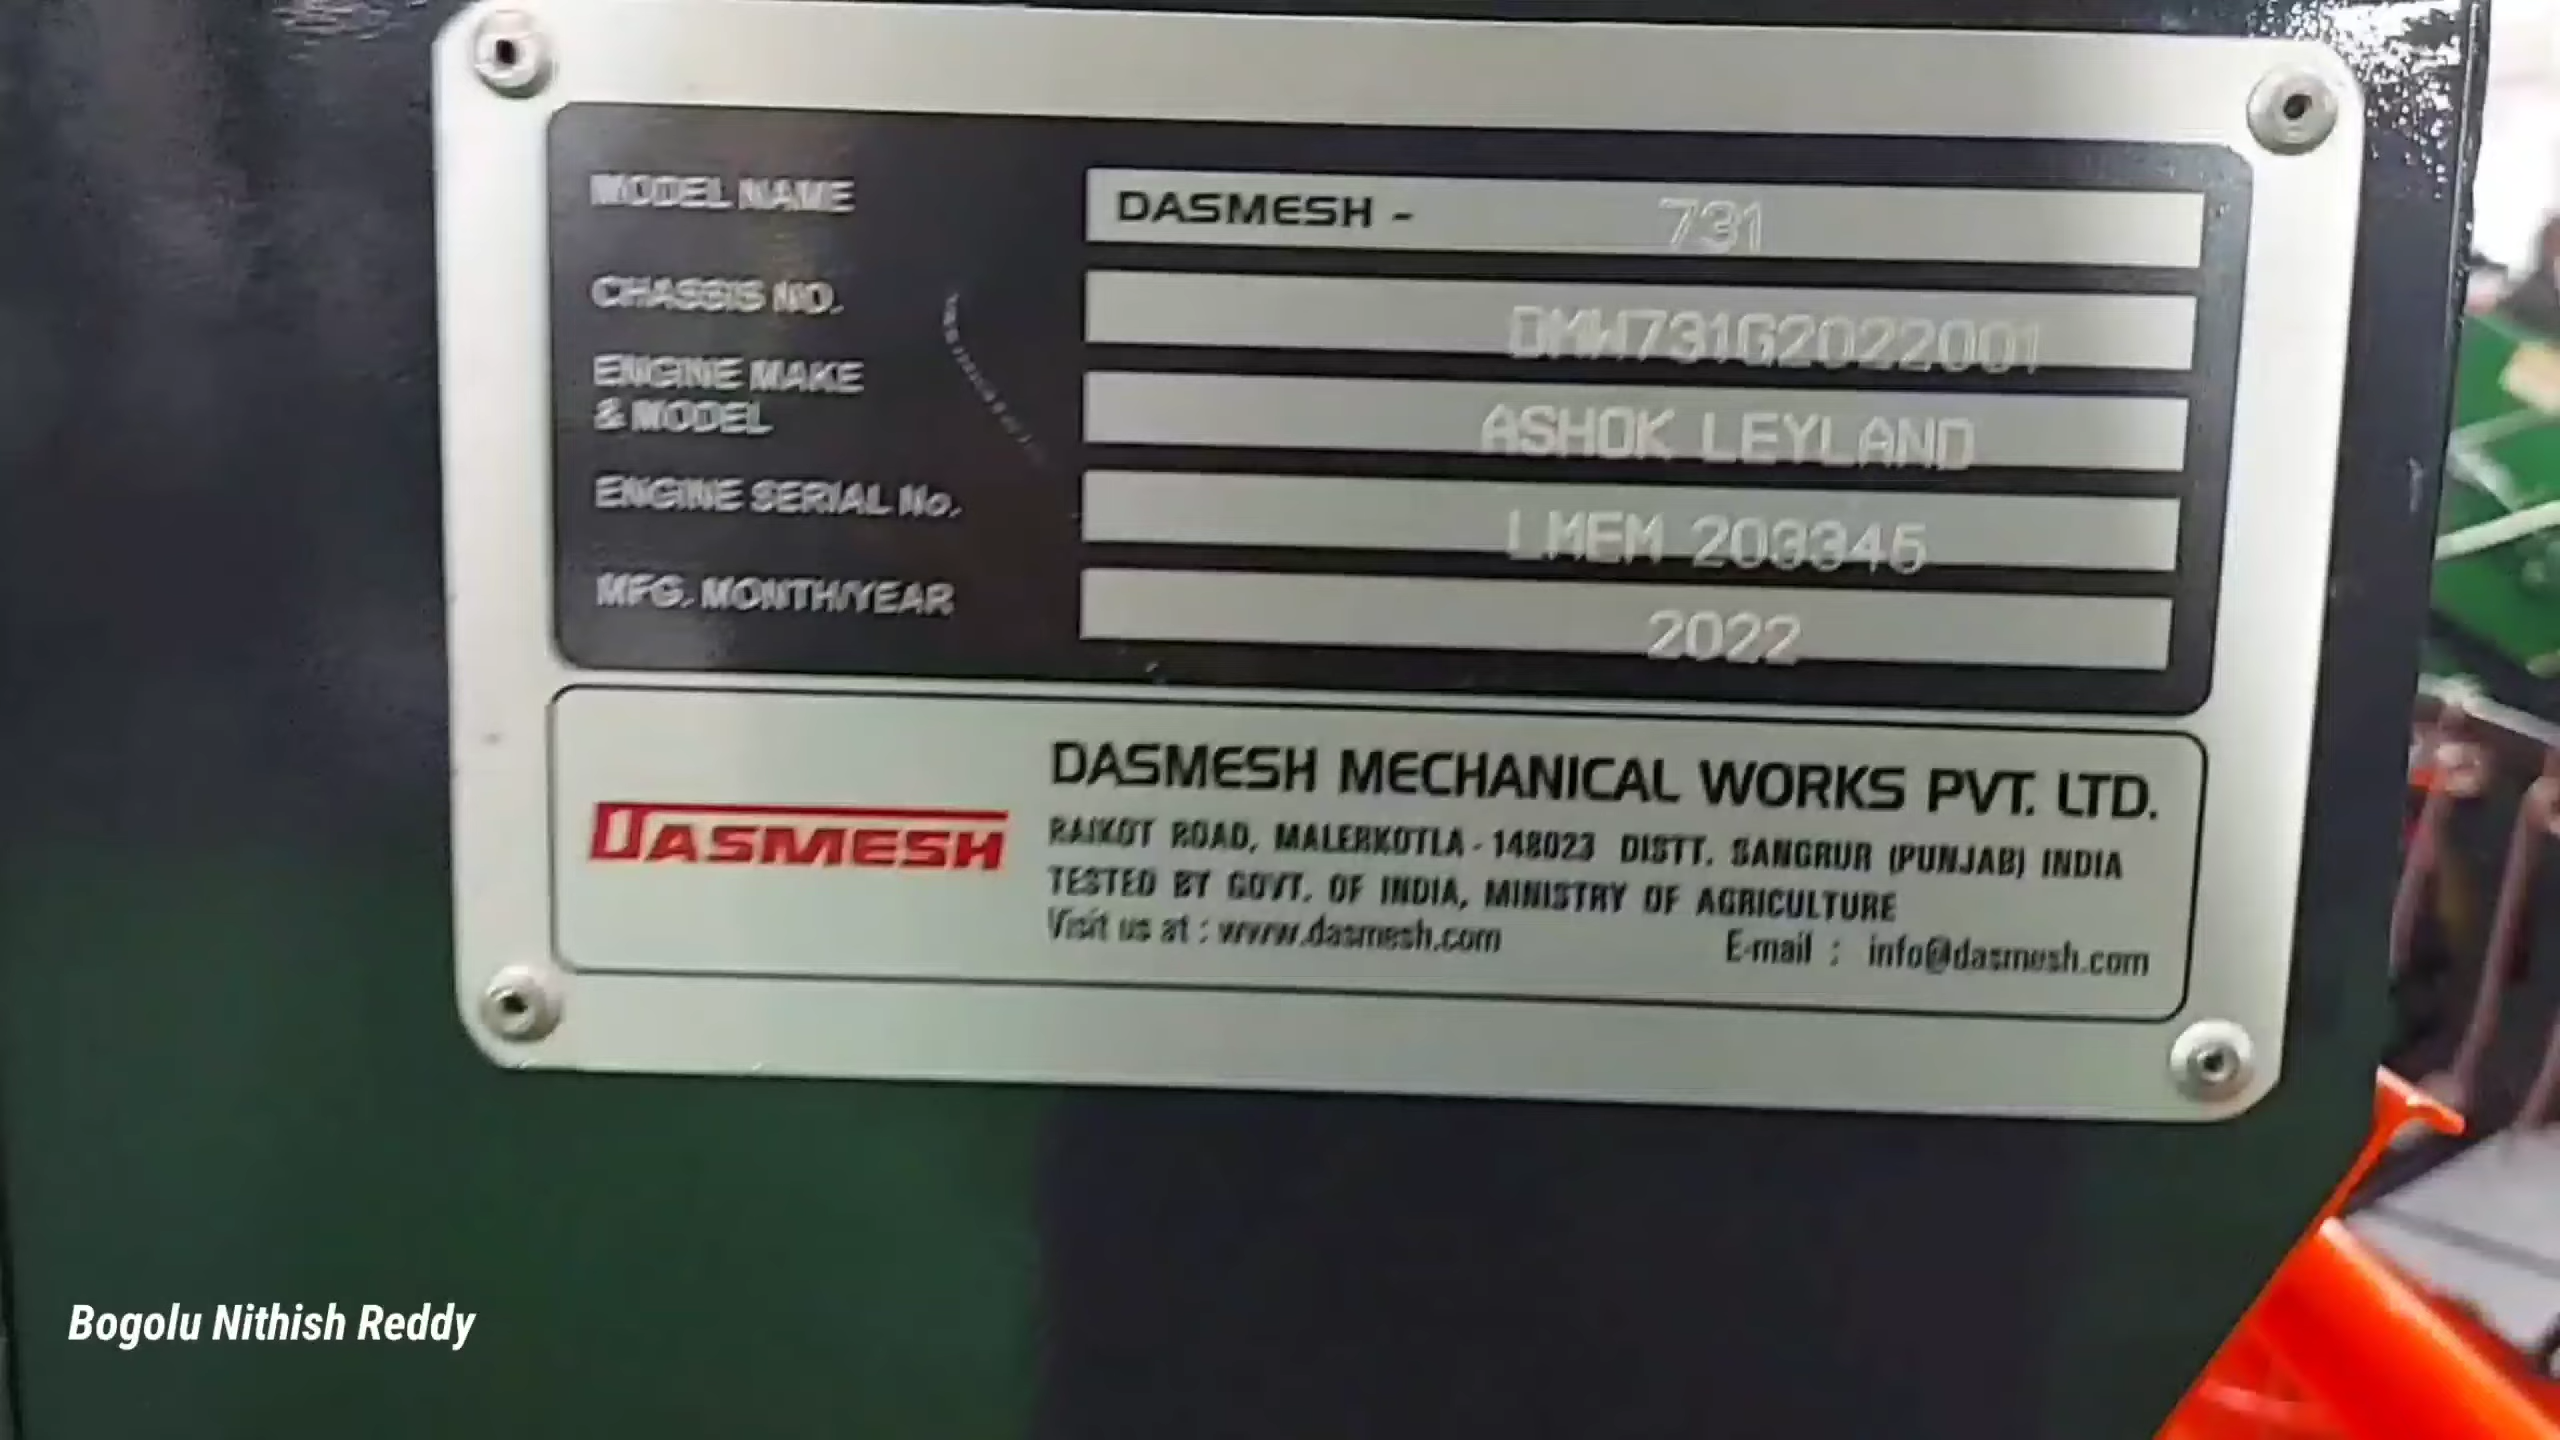 MODEL NAME DASMESH - 731
CHASSIS NO. DMW731G2022001
ENGINE MAKE
& MODEL ASHOK LEYLAND
ENGINE SERIAL No. LMEM 203345
MFG. MONTH/YEAR 2022
DASMESH
DASMESH MECHANICAL WORKS PVT. LTD.
RAIKOT ROAD, MALERKOTLA - 148023 DISTT. SANGRUR (PUNJAB) INDIA
TESTED BY GOVT. OF INDIA, MINISTRY OF AGRICULTURE
Visit us at : www.dasmesh.com E-mail : info@dasmesh.com
Bogolu Nithish Reddy